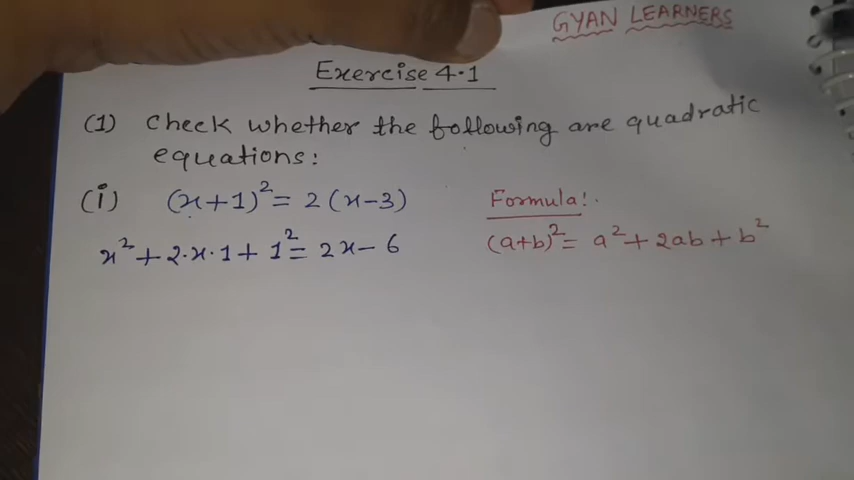 GYAN LEARNERS
Exercise 4.1
(1) Check whether the following are quadratic
equations:
(i) (x+1)² = 2(x-3)
Formula:
x² + 2·x·1 + 1² = 2x - 6
(a+b)² = a² + 2ab + b²